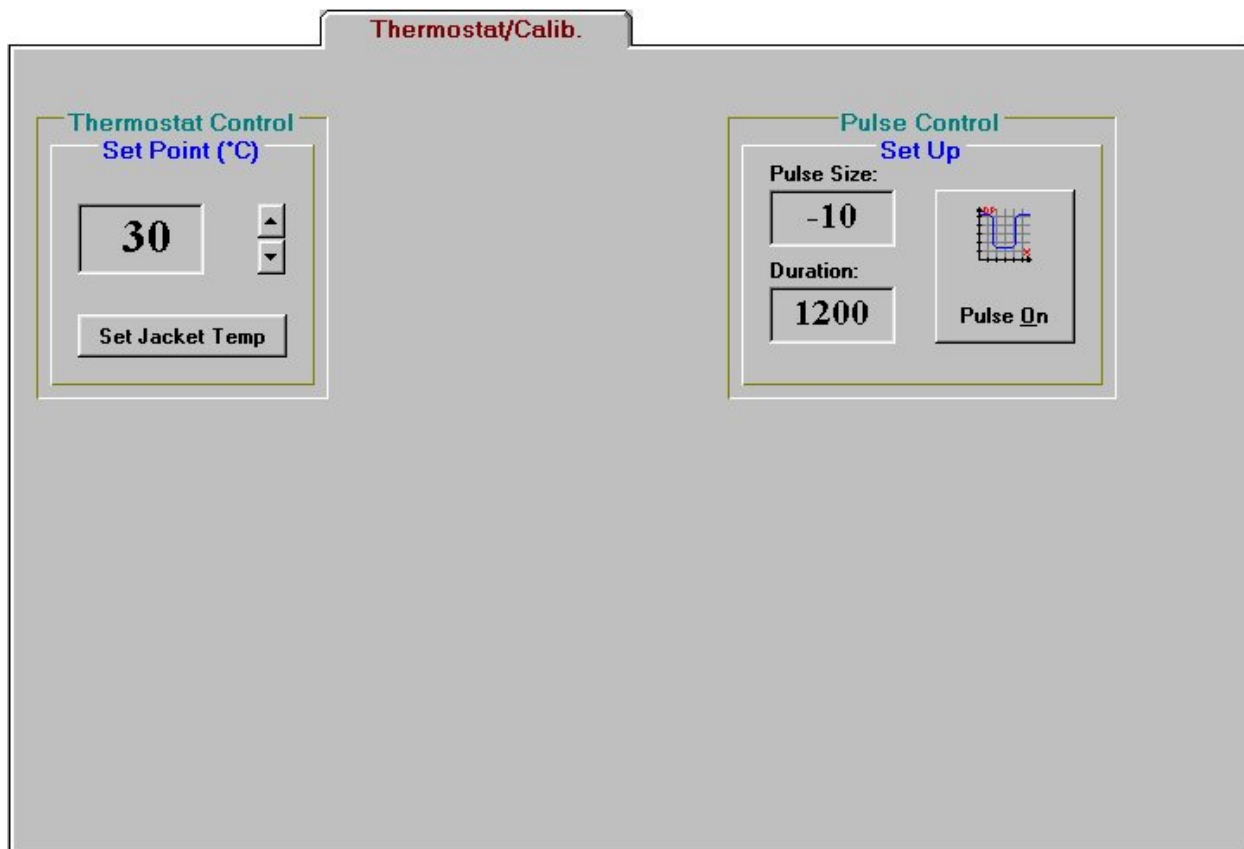 Thermostat/Calib.
Thermostat Control
Set Point (°C)
30
Set Jacket Temp
Pulse Control
Set Up
Pulse Size:
-10
Duration:
1200
DP
X
Pulse On